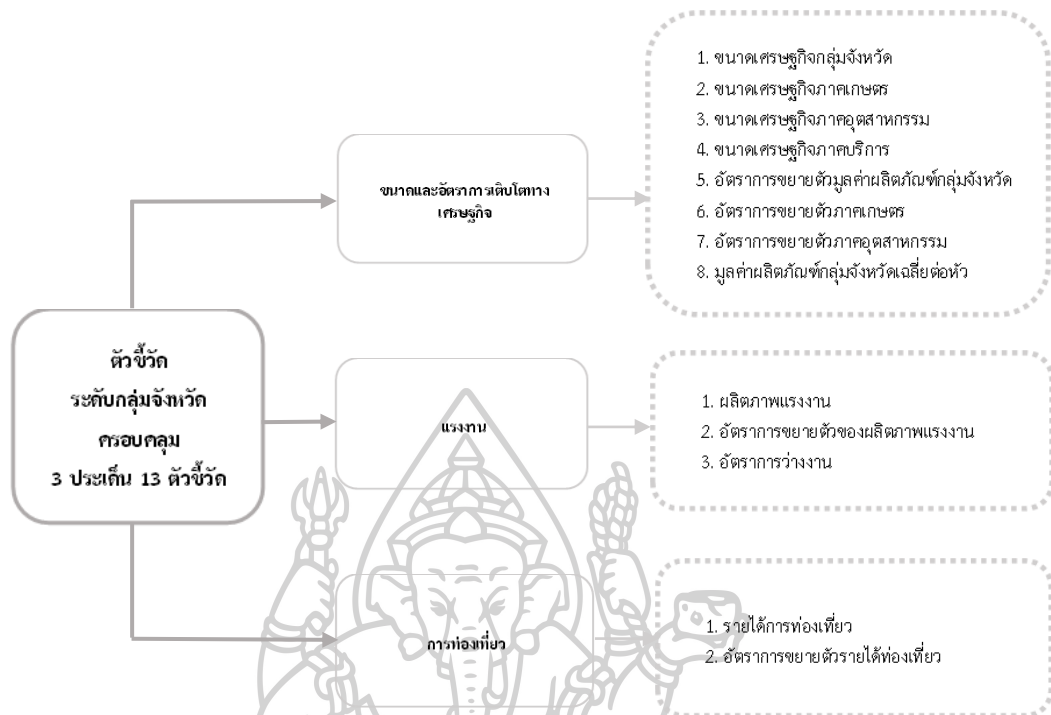 ตัวชี้วัด
ระดับกลุ่มจังหวัด
ครอบคลุม
3 ประเด็น 13 ตัวชี้วัด
ขนาดและอัตราการเติบโตทาง
เศรษฐกิจ
1. ขนาดเศรษฐกิจกลุ่มจังหวัด
2. ขนาดเศรษฐกิจภาคเกษตร
3. ขนาดเศรษฐกิจภาคอุตสาหกรรม
4. ขนาดเศรษฐกิจภาคบริการ
5. อัตราการขยายตัวมูลค่าผลิตภัณฑ์กลุ่มจังหวัด
6. อัตราการขยายตัวภาคเกษตร
7. อัตราการขยายตัวภาคอุตสาหกรรม
8. มูลค่าผลิตภัณฑ์กลุ่มจังหวัดเฉลี่ยต่อหัว
แรงงาน
1. ผลิตภาพแรงงาน
2. อัตราการขยายตัวของผลิตภาพแรงงาน
3. อัตราการว่างงาน
การท่องเที่ยว
1. รายได้การท่องเที่ยว
2. อัตราการขยายตัวรายได้ท่องเที่ยว